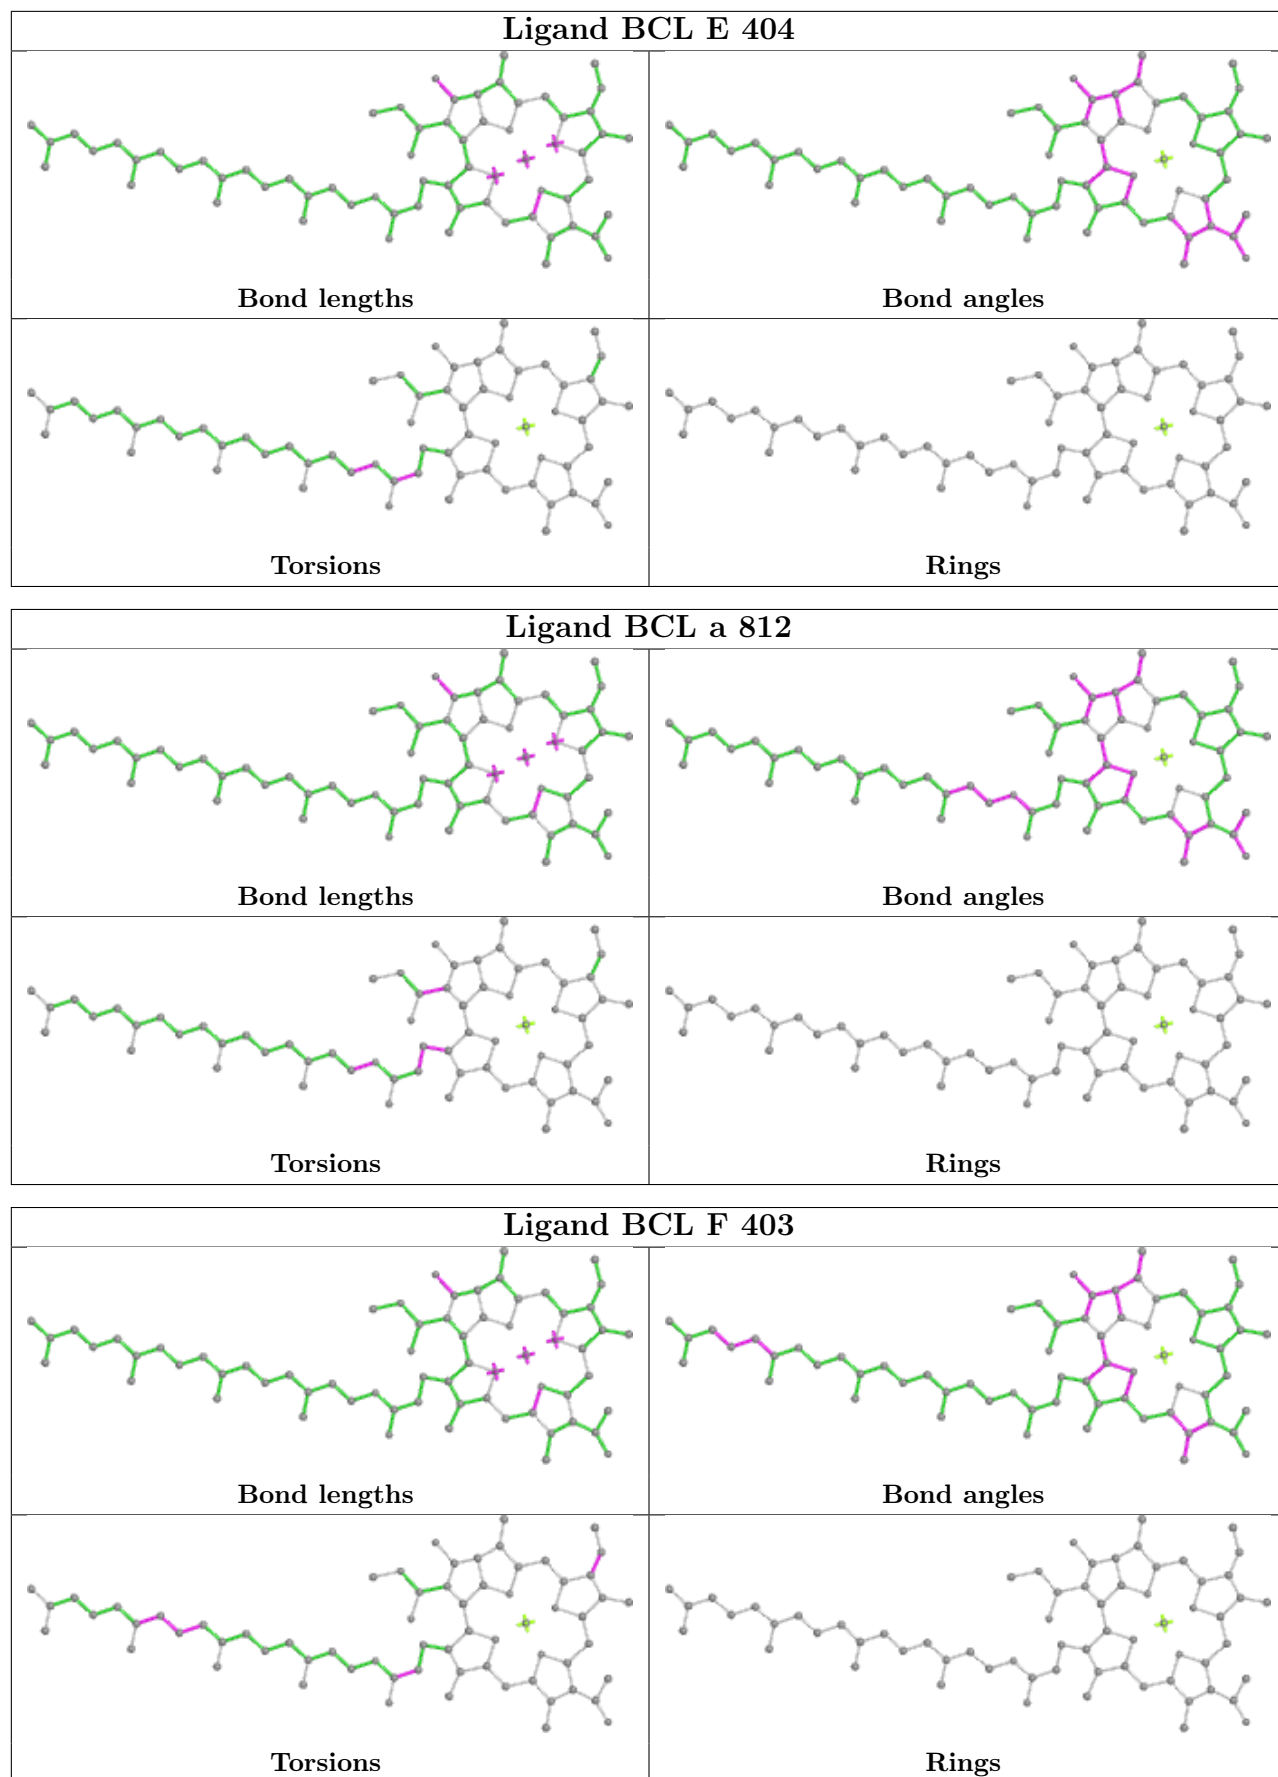 Ligand BCL E 404
Bond lengths
Bond angles
Torsions
Rings
Ligand BCL a 812
Bond lengths
Bond angles
Torsions
Rings
Ligand BCL F 403
Bond lengths
Bond angles
Torsions
Rings